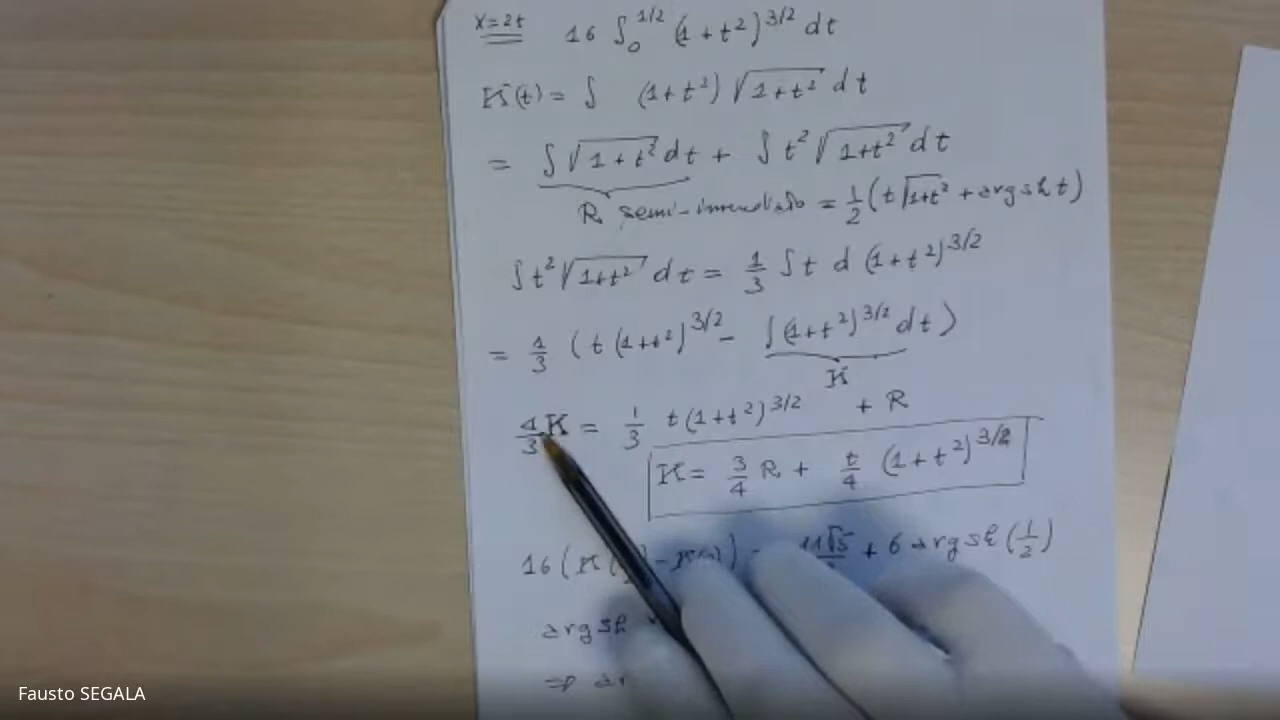 x=2t 16 ∫₀^1/2 (1+t²)^3/2 dt
K(t) = ∫ (1+t²) √1+t² dt
= ∫√1+t² dt + ∫ t² √1+t² dt
R semi-immediato = 1/2 (t√1+t² + argsh t)
∫t²√1+t² dt = 1/3 ∫ t d (1+t²)^3/2
= 1/3 (t (1+t²)^3/2 - ∫(1+t²)^3/2 dt)
K
4/3 K = 1/3 t(1+t²)^3/2 + R
K = 3/4 R + t/4 (1+t²)^3/2
16 (K 11√5 + 6 argsh (1/2)
argsh
⇒
Fausto SEGALA